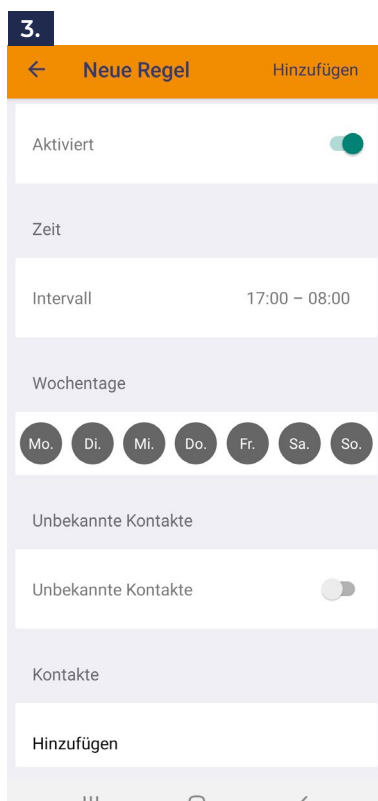 3.
Neue Regel Hinzufügen
Aktiviert
Zeit
Intervall 17:00 – 08:00
Wochentage
Mo. Di. Mi. Do. Fr. Sa. So.
Unbekannte Kontakte
Unbekannte Kontakte
Kontakte
Hinzufügen